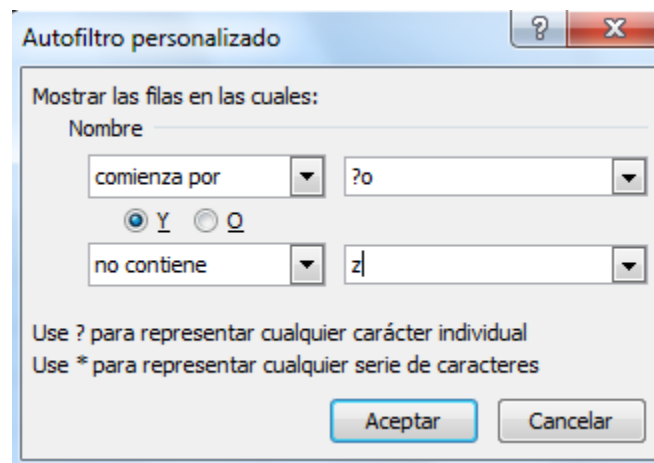 Autofiltro personalizado
?
X
Mostrar las filas en las cuales:
Nombre
comienza por ?o
Y O
no contiene z
Use ? para representar cualquier carácter individual
Use * para representar cualquier serie de caracteres
Aceptar Cancelar